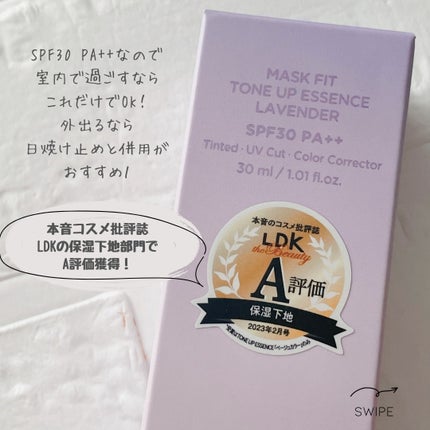 SPF30 PA++なので
室内で過ごすなら
これだけでOK!
外出るなら
日焼け止めと併用が
おすすめ!
本音コスメ批評誌
LDKの保湿下地部門で
A評価獲得！
MASK FIT
TONE UP ESSENCE
LAVENDER
SPF30 PA++
Tinted · UV Cut · Color Corrector
30 ml / 1.01 fl.oz.
本音のコスメ批評誌
LDK
the Beauty
A評価
保湿下地
2023年2月号
SWIPE